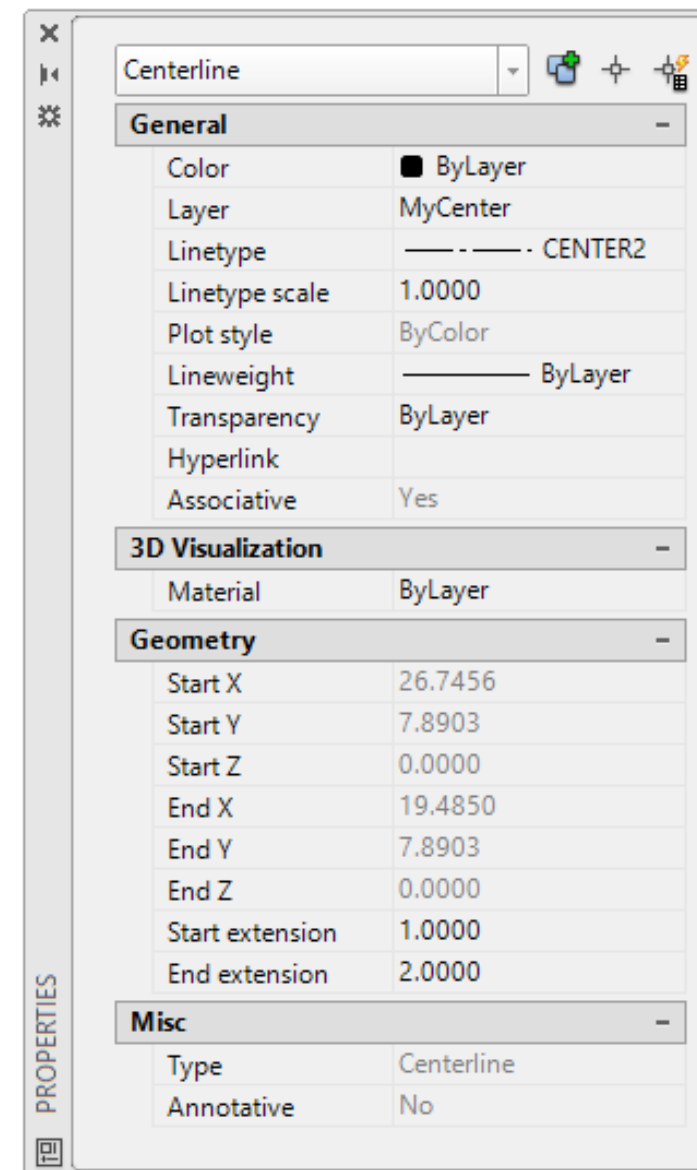 Centerline
General
Color ByLayer
Layer MyCenter
Linetype CENTER2
Linetype scale 1.0000
Plot style ByColor
Lineweight ByLayer
Transparency ByLayer
Hyperlink
Associative Yes
3D Visualization
Material ByLayer
Geometry
Start X 26.7456
Start Y 7.8903
Start Z 0.0000
End X 19.4850
End Y 7.8903
End Z 0.0000
Start extension 1.0000
End extension 2.0000
Misc
Type Centerline
Annotative No
PROPERTIES